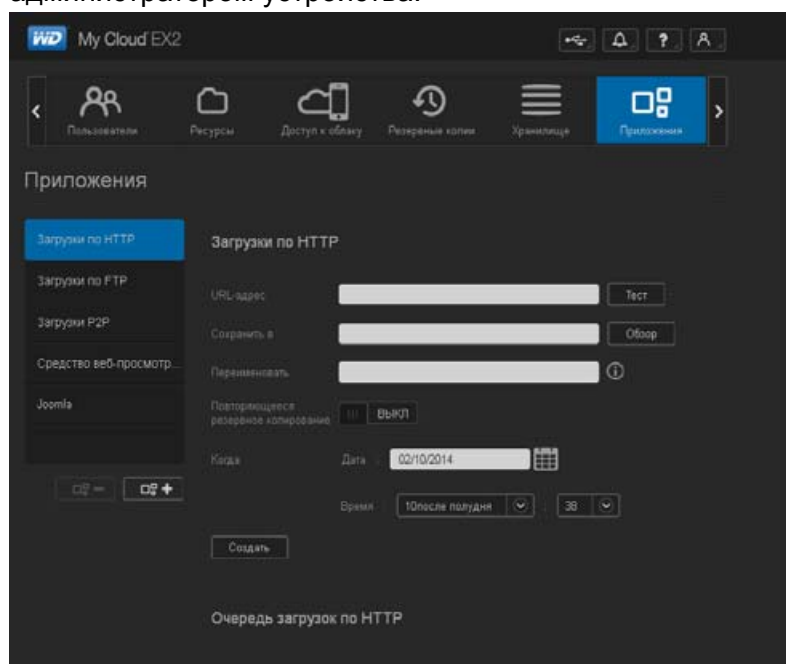 администратором устройства.
WD My Cloud EX2
Пользователи Ресурсы Доступ к облаку Резервные копии Хранилище Приложения
Приложения
Загрузки по HTTP
Загрузки по FTP
Загрузки P2P
Средство веб-просмотр...
Joomla
Загрузки по HTTP
URL-адрес Тест
Сохранить в Обзор
Переименовать
Повторяющееся
резервное копирование ВЫКЛ
Когда Дата : 02/10/2014
Время : 10после полудня : 38
Создать
Очередь загрузок по HTTP